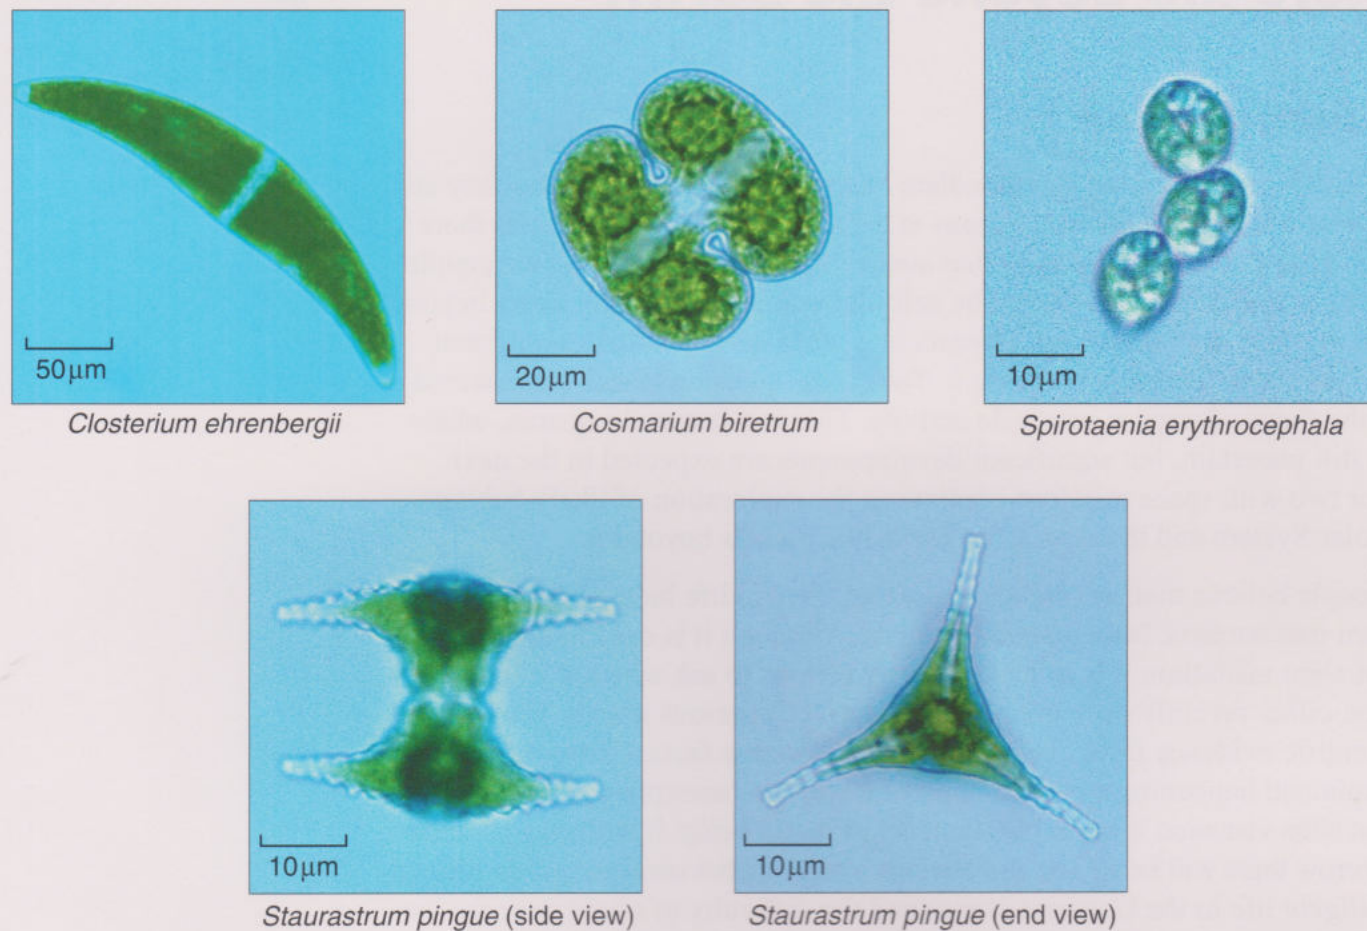 50µm
20µm
10µm
Closterium ehrenbergii
Cosmarium biretrum
Spirotaenia erythrocephala
10µm
10µm
Staurastrum pingue (side view)
Staurastrum pingue (end view)